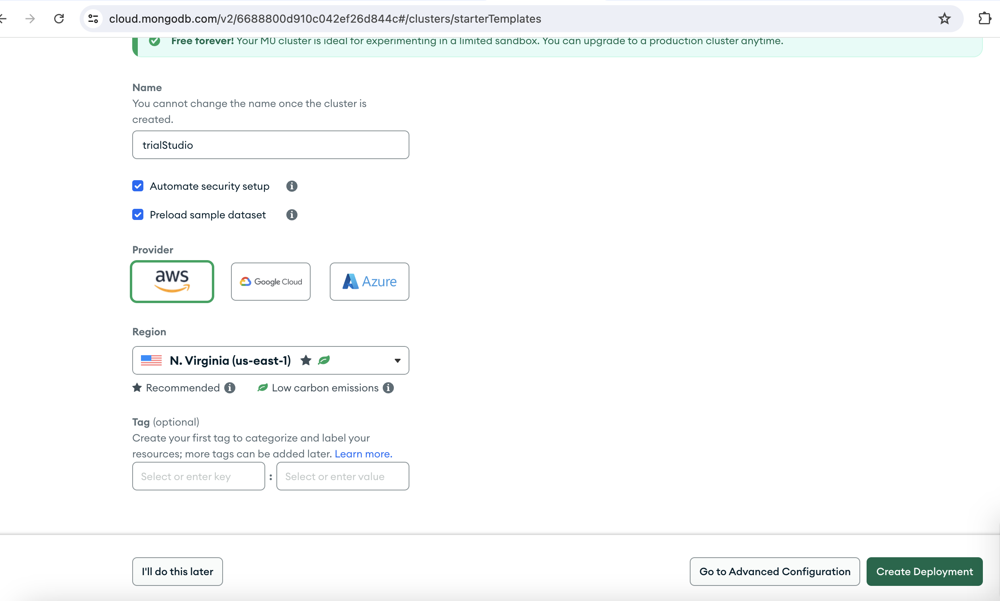 cloud.mongodb.com/v2/6688800d910c042ef26d844c#/clusters/starterTemplates
Free forever! Your M0 cluster is ideal for experimenting in a limited sandbox. You can upgrade to a production cluster anytime.
Name
You cannot change the name once the cluster is
created.
trialStudio
Automate security setup
Preload sample dataset
Provider
aws
Google Cloud
Azure
Region
N. Virginia (us-east-1)
Recommended
Low carbon emissions
Tag (optional)
Create your first tag to categorize and label your
resources; more tags can be added later. Learn more.
Select or enter key : Select or enter value
I'll do this later
Go to Advanced Configuration
Create Deployment